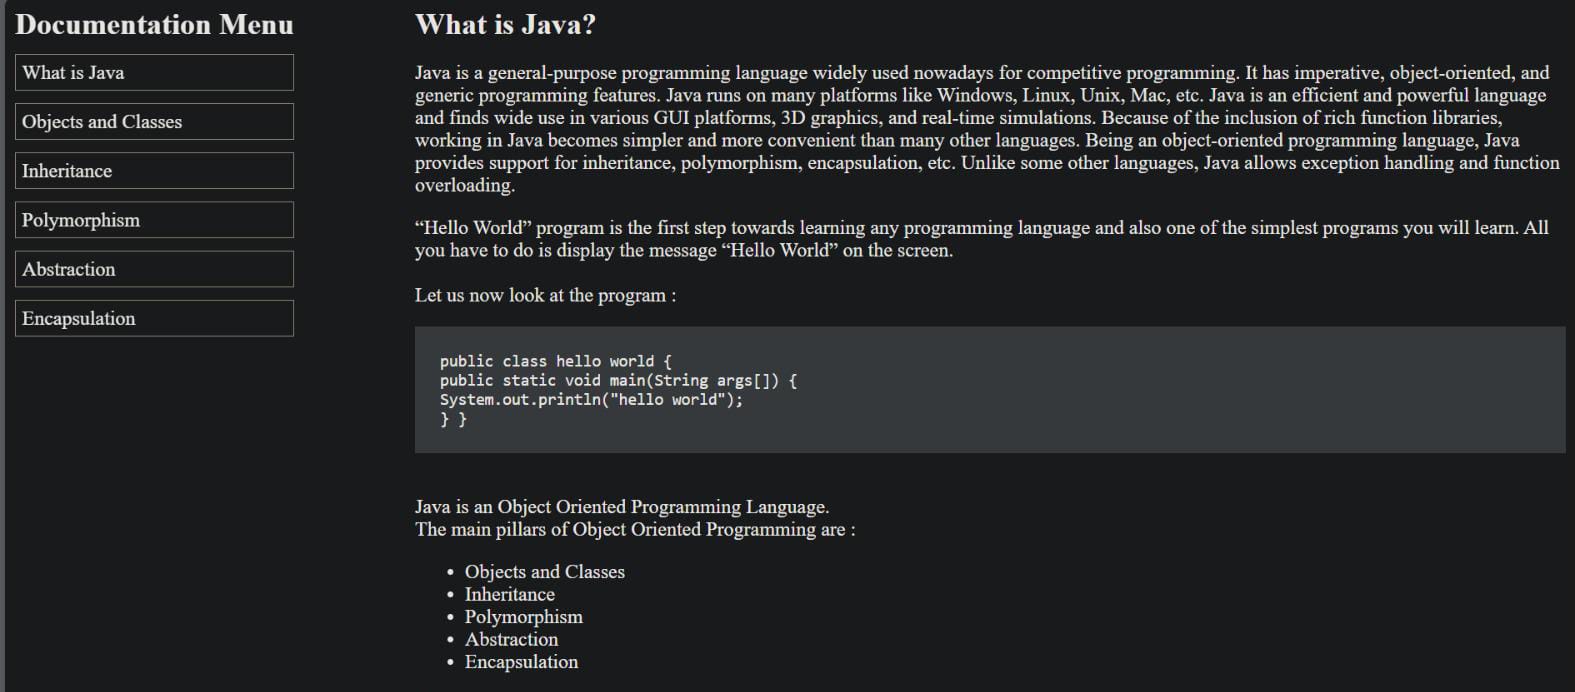 Documentation Menu
What is Java
Objects and Classes
Inheritance
Polymorphism
Abstraction
Encapsulation
What is Java?
Java is a general-purpose programming language widely used nowadays for competitive programming. It has imperative, object-oriented, and
generic programming features. Java runs on many platforms like Windows, Linux, Unix, Mac, etc. Java is an efficient and powerful language
and finds wide use in various GUI platforms, 3D graphics, and real-time simulations. Because of the inclusion of rich function libraries,
working in Java becomes simpler and more convenient than many other languages. Being an object-oriented programming language, Java
provides support for inheritance, polymorphism, encapsulation, etc. Unlike some other languages, Java allows exception handling and function
overloading.
“Hello World” program is the first step towards learning any programming language and also one of the simplest programs you will learn. All
you have to do is display the message “Hello World” on the screen.
Let us now look at the program :
public class hello world {
public static void main(String args[]) {
System.out.println("hello world");
} }
Java is an Object Oriented Programming Language.
The main pillars of Object Oriented Programming are :
• Objects and Classes
• Inheritance
• Polymorphism
• Abstraction
• Encapsulation